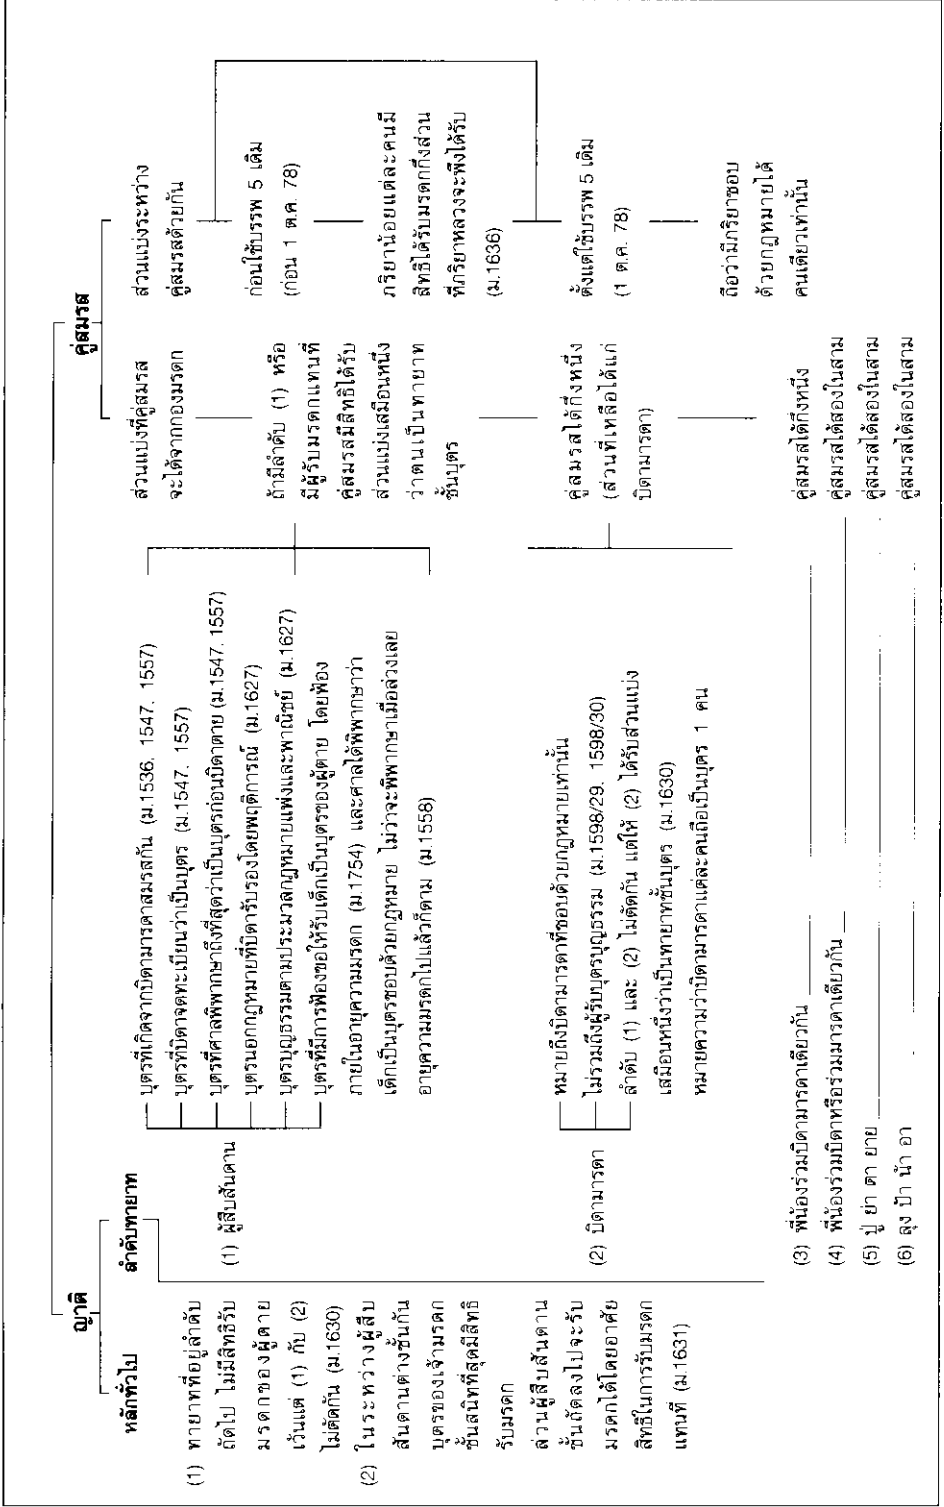 ญาติ
คู่สมรส
หลักทั่วไป
(1) ทายาทที่อยู่ลำดับ
ถัดไป ไม่มีสิทธิรับ
มรดกของผู้ตาย
เว้นแต่ (1) กับ (2)
ไม่ตัดกัน (ม.1630)
(2) ในระหว่างผู้สืบ
สันดานต่างชั้นกัน
บุตรของเจ้ามรดก
ชั้นสนิทที่สุดมีสิทธิ
รับมรดก
ส่วนผู้สืบสันดาน
ชั้นถัดลงไปจะรับ
มรดกได้โดยอาศัย
สิทธิในการรับมรดก
แทนที่ (ม.1631)
ลำดับทายาท
(1) ผู้สืบสันดาน
บุตรที่เกิดจากบิดามารดาสมรสกัน (ม.1536. 1547. 1557)
บุตรที่บิดาจดทะเบียนว่าเป็นบุตร (ม.1547. 1557)
บุตรที่ศาลพิพากษาถึงที่สุดว่าเป็นบุตรก่อนบิดาตาย (ม.1547. 1557)
บุตรนอกกฎหมายที่บิดารับรองโดยพฤติการณ์ (ม.1627)
บุตรบุญธรรมตามประมวลกฎหมายแพ่งและพาณิชย์ (ม.1627)
บุตรที่มีการฟ้องขอให้รับเด็กเป็นบุตรของผู้ตาย โดยฟ้อง
ภายในอายุความมรดก (ม.1754) และศาลได้พิพากษาว่า
เด็กเป็นบุตรชอบด้วยกฎหมาย ไม่ว่าจะพิพากษาเมื่อล่วงเลย
อายุความมรดกไปแล้วก็ตาม (ม.1558)
(2) บิดามารดา
หมายถึงบิดามารดาที่ชอบด้วยกฎหมายเท่านั้น
ไม่รวมถึงผู้รับบุตรบุญธรรม (ม.1598/29. 1598/30)
ลำดับ (1) และ (2) ไม่ตัดกัน แต่ให้ (2) ได้รับส่วนแบ่ง
เสมือนหนึ่งว่าเป็นทายาทชั้นบุตร (ม.1630)
หมายความว่าบิดามารดาแต่ละคนถือเป็นบุตร 1 คน
(3) พี่น้องร่วมบิดามารดาเดียวกัน
(4) พี่น้องร่วมบิดาหรือร่วมมารดาเดียวกัน
(5) ปู่ ย่า ตา ยาย
(6) ลุง ป้า น้า อา
ส่วนแบ่งที่คู่สมรส
จะได้จากกองมรดก
ถ้ามีลำดับ (1) หรือ
มีผู้รับมรดกแทนที่
คู่สมรสมีสิทธิได้รับ
ส่วนแบ่งเสมือนหนึ่ง
ว่าตนเป็นทายาท
ชั้นบุตร
คู่สมรสได้กึ่งหนึ่ง
(ส่วนที่เหลือได้แก่
บิดามารดา)
คู่สมรสได้กึ่งหนึ่ง
คู่สมรสได้สองในสาม
คู่สมรสได้สองในสาม
คู่สมรสได้สองในสาม
ส่วนแบ่งระหว่าง
คู่สมรสด้วยกัน
ก่อนใช้บรรพ 5 เดิม
(ก่อน 1 ต.ค. 78)
ภริยาน้อยแต่ละคนมี
สิทธิได้รับมรดกกึ่งส่วน
ที่ภริยาหลวงจะพึงได้รับ
(ม.1636)
ตั้งแต่ใช้บรรพ 5 เดิม
(1 ต.ค. 78)
ถือว่ามีภริยาชอบ
ด้วยกฎหมายได้
คนเดียวเท่านั้น